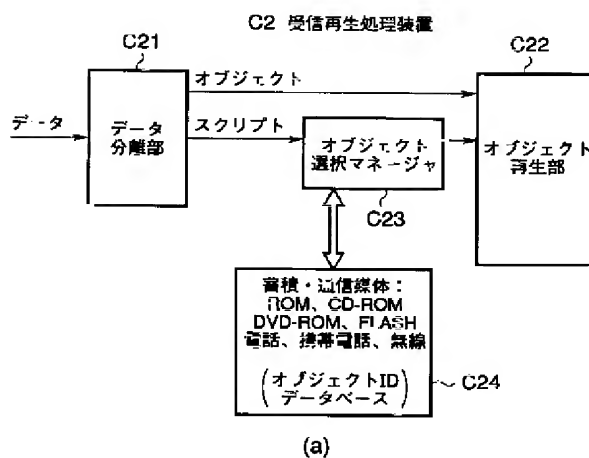 C2 受信再生処理装置
C21
C22
オブジェクト
データ
データ
分離部
スクリプト
オブジェクト
選択マネージャ
オブジェクト
再生部
C23
蓄積・通信媒体：
ROM、CD-ROM
DVD-ROM、FLASH
電話、携帯電話、無線
(オブジェクトID
データベース)
C24
(a)